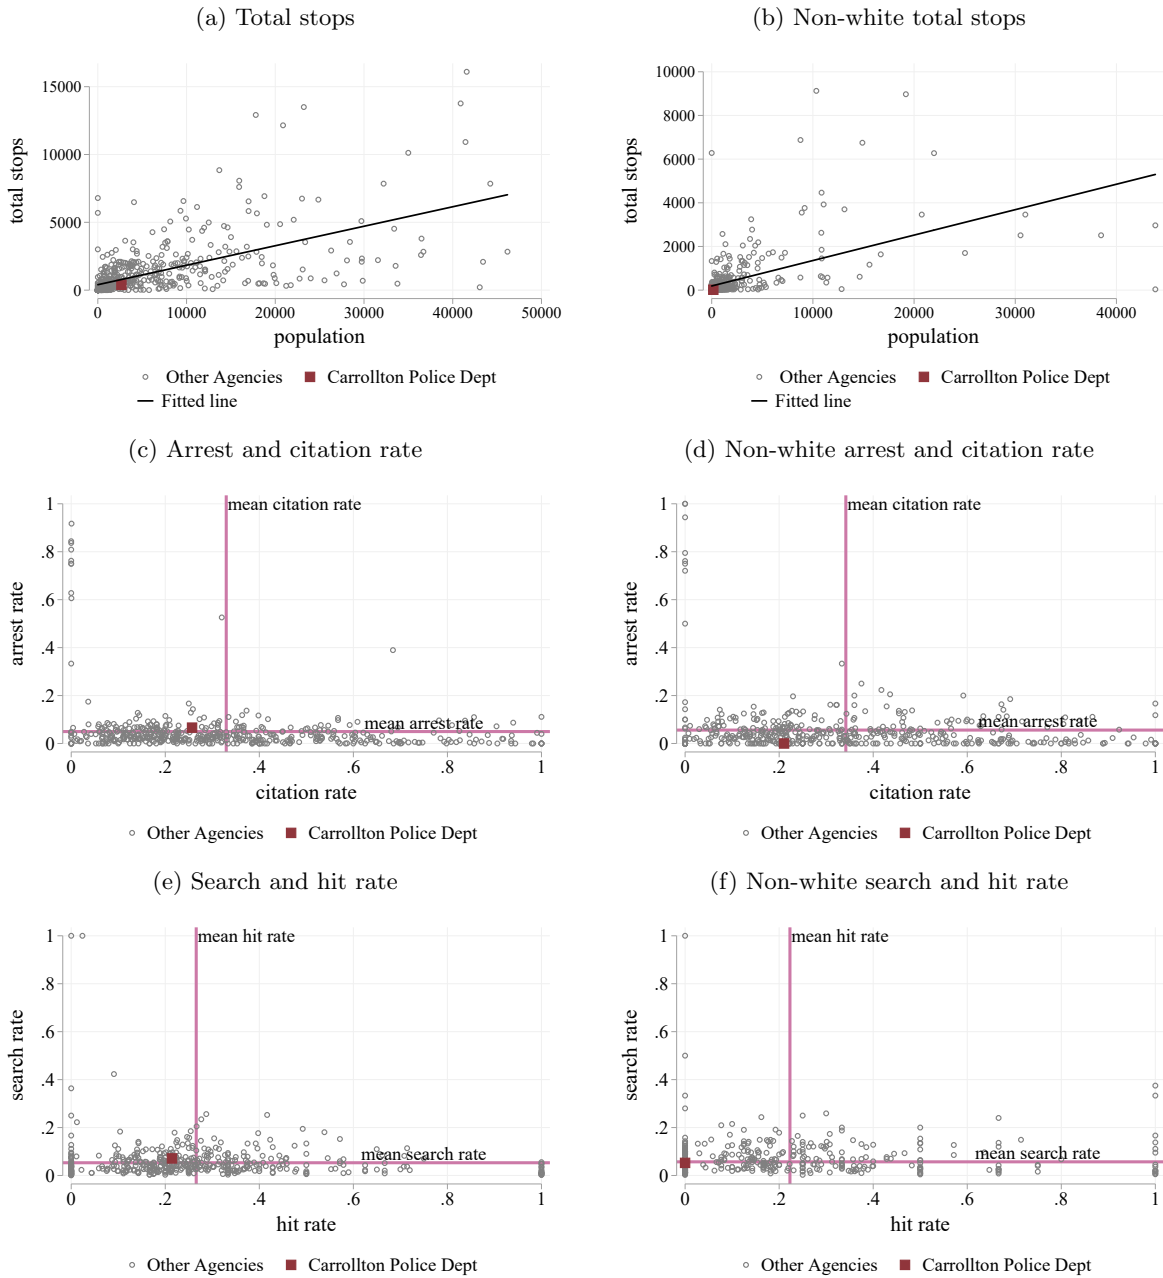 (a) Total stops
(b) Non-white total stops
total stops
15000
10000
5000
0
0 10000 20000 30000 40000 50000
population
Other Agencies Carrollton Police Dept
Fitted line
total stops
10000
8000
6000
4000
2000
0
0 10000 20000 30000 40000
population
Other Agencies Carrollton Police Dept
Fitted line
(c) Arrest and citation rate
(d) Non-white arrest and citation rate
arrest rate
1
.8
.6
.4
.2
0
mean citation rate
mean arrest rate
0 .2 .4 .6 .8 1
citation rate
Other Agencies Carrollton Police Dept
arrest rate
1
.8
.6
.4
.2
0
mean citation rate
mean arrest rate
0 .2 .4 .6 .8 1
citation rate
Other Agencies Carrollton Police Dept
(e) Search and hit rate
(f) Non-white search and hit rate
search rate
1
.8
.6
.4
.2
0
mean hit rate
mean search rate
0 .2 .4 .6 .8 1
hit rate
Other Agencies Carrollton Police Dept
search rate
1
.8
.6
.4
.2
0
mean hit rate
mean search rate
0 .2 .4 .6 .8 1
hit rate
Other Agencies Carrollton Police Dept